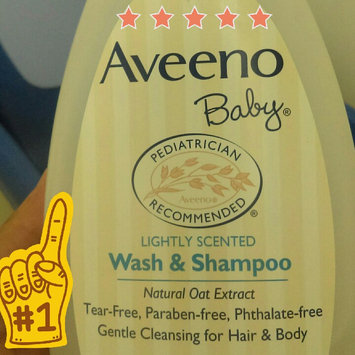 Aveeno
Baby®
PEDIATRICIAN
Aveeno®
RECOMMENDED®
LIGHTLY SCENTED
Wash & Shampoo
Natural Oat Extract
Tear-Free, Paraben-free, Phthalate-free
Gentle Cleansing for Hair & Body
#1